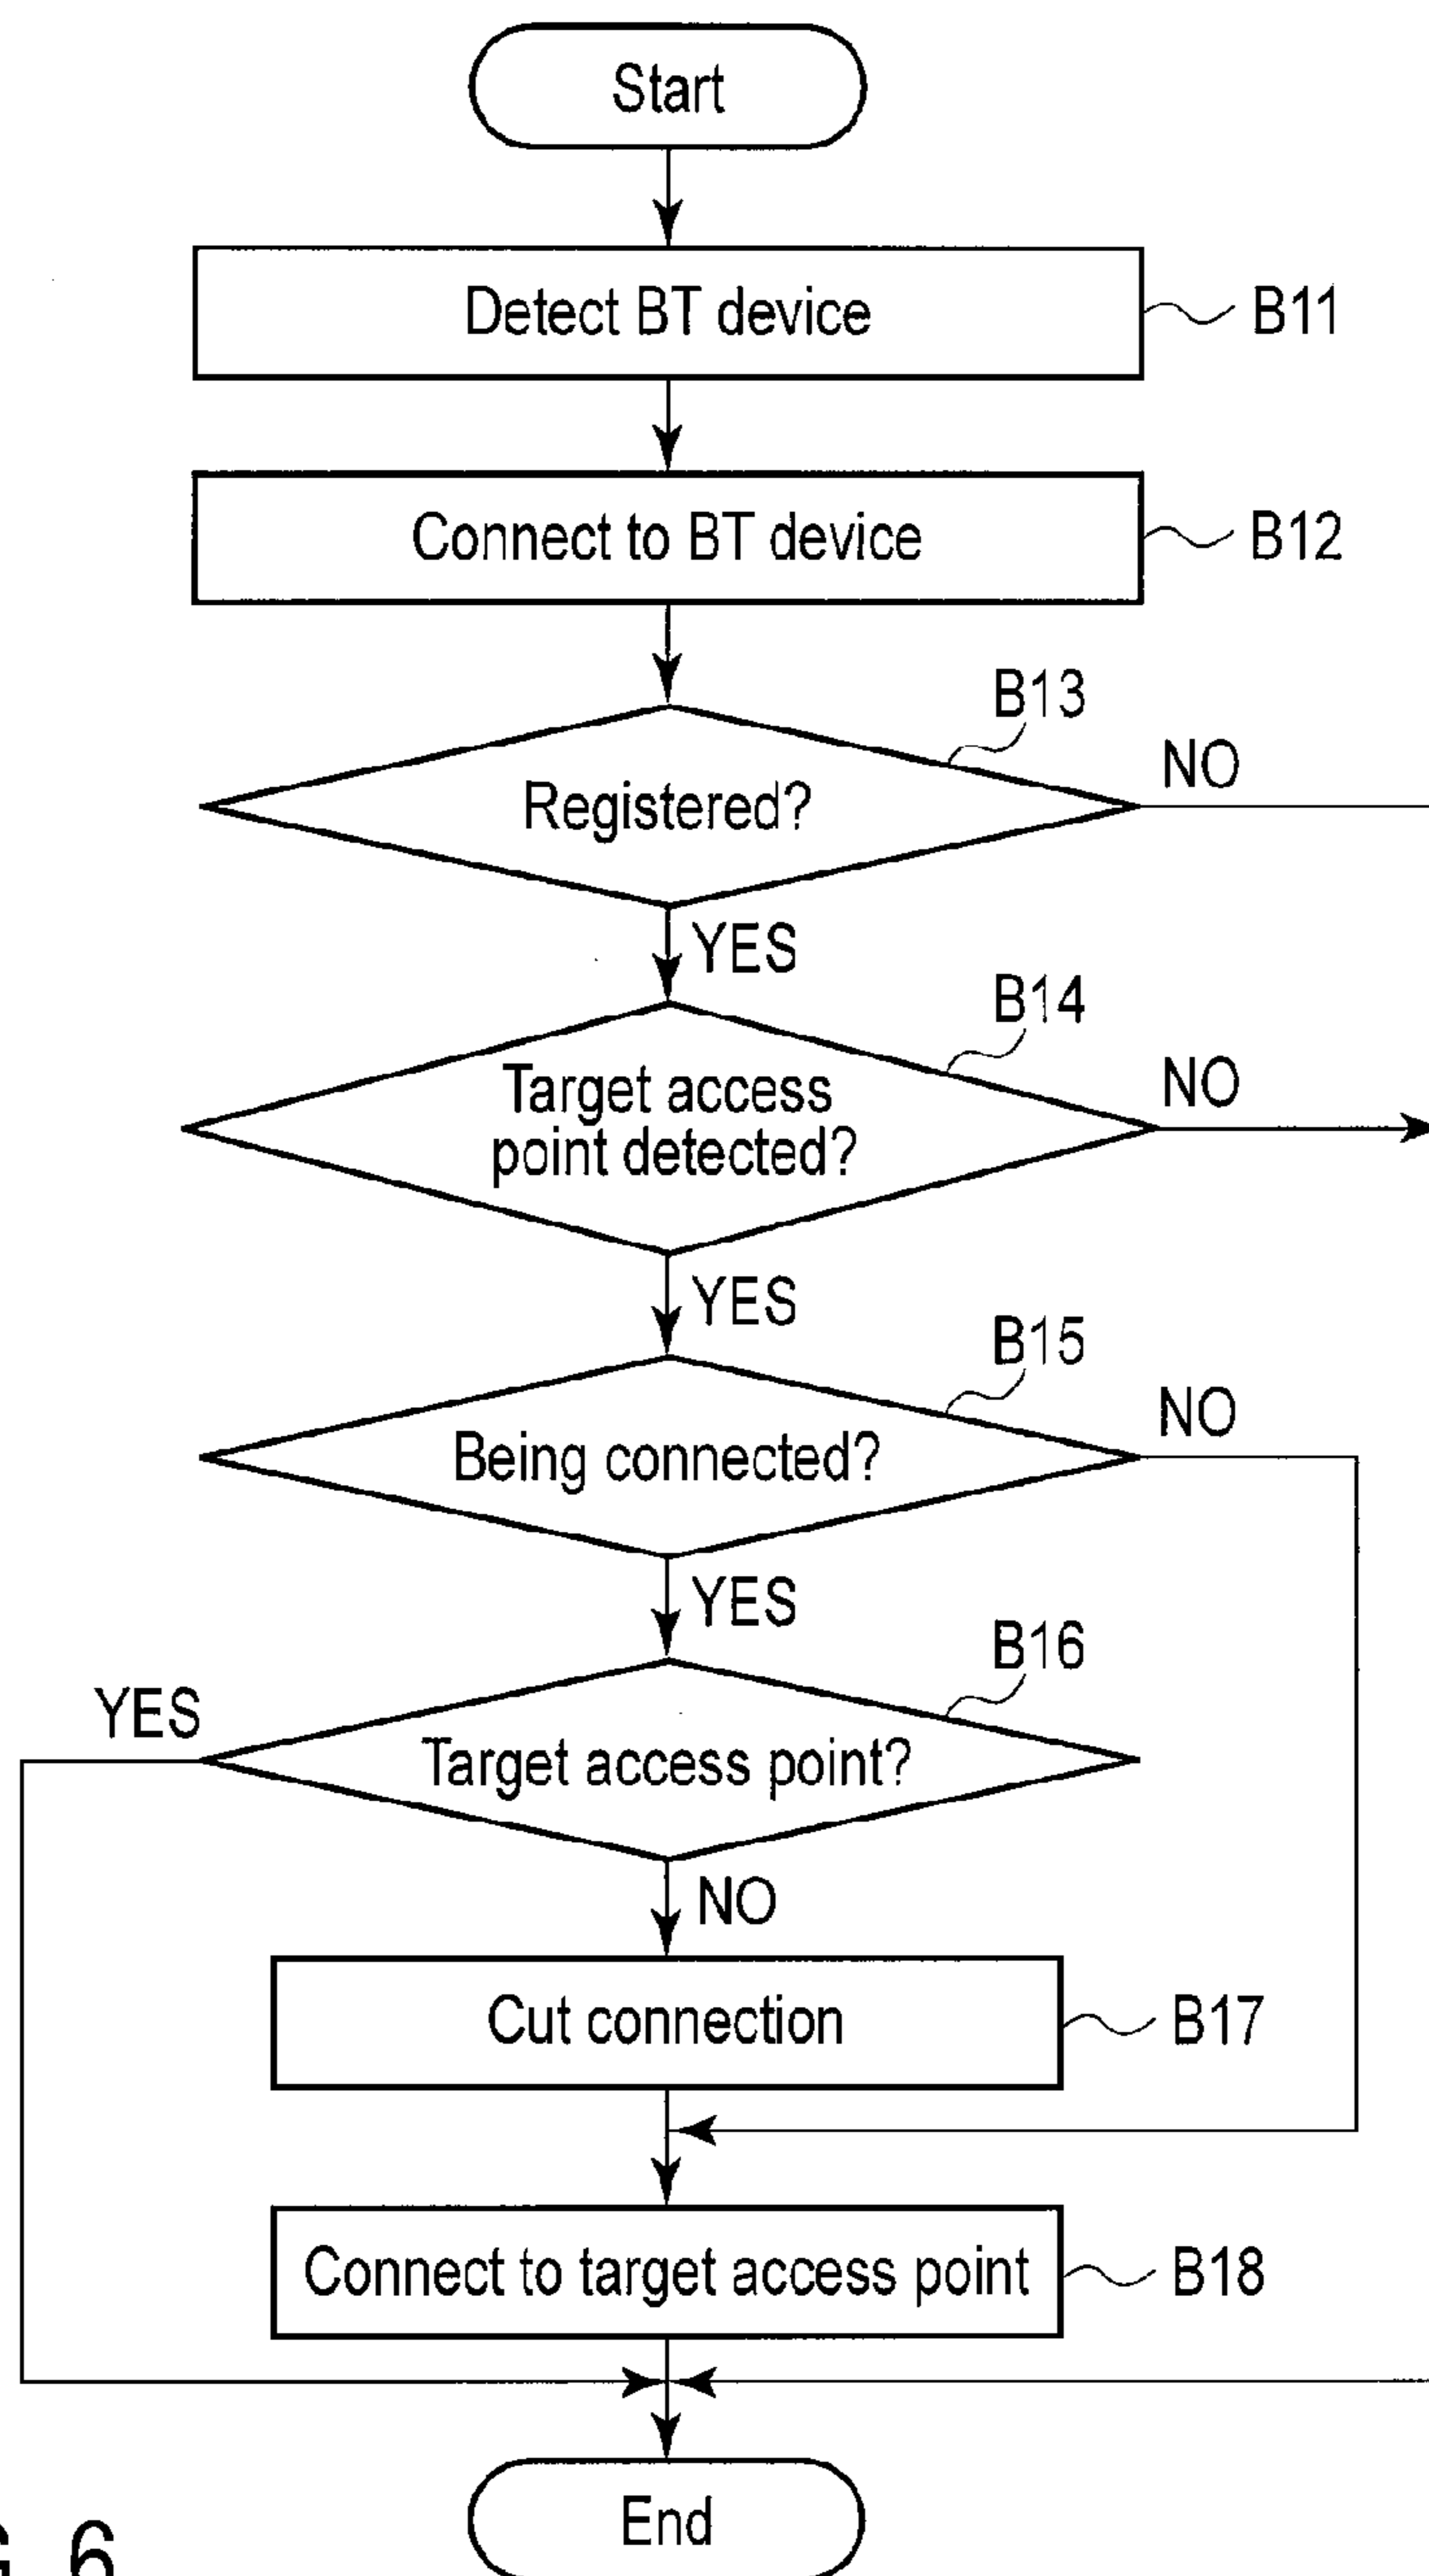 Start
Detect BT device
B11
Connect to BT device
B12
B13
Registered?
NO
YES
B14
Target access
point detected?
NO
YES
B15
Being connected?
NO
YES
B16
YES
Target access point?
NO
Cut connection
B17
Connect to target access point
B18
End
G. 6